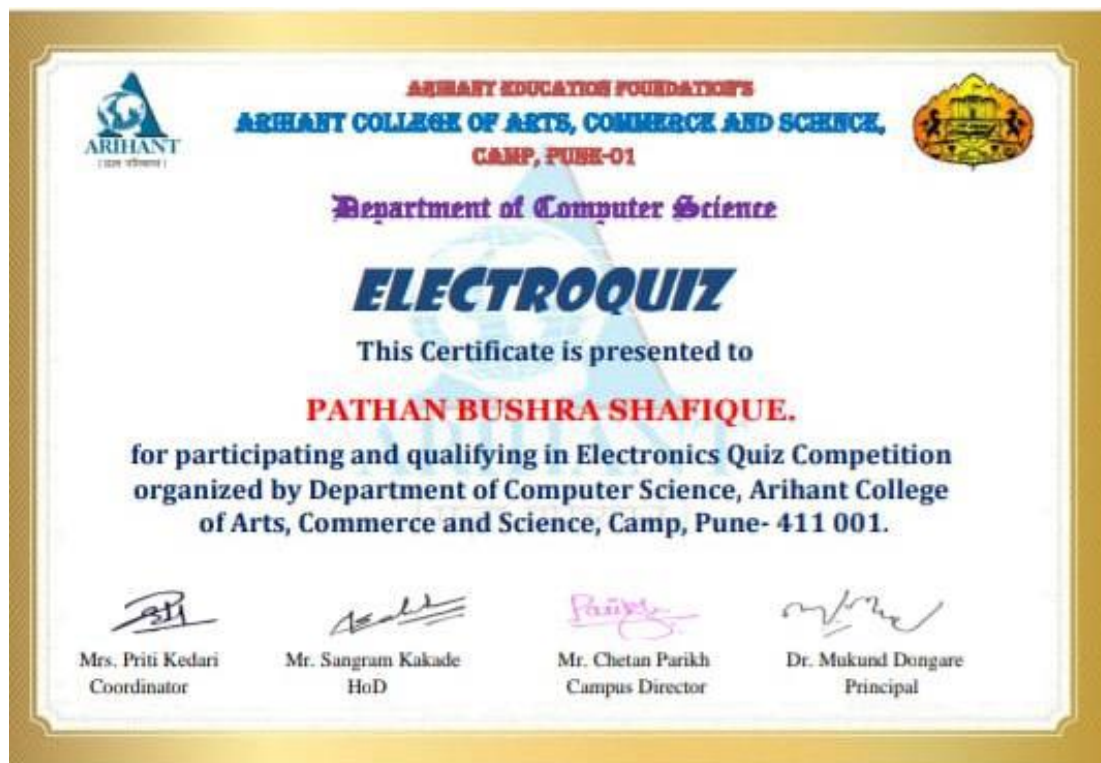 ARIHANT EDUCATION FOUNDATION'S
ARIHANT COLLEGE OF ARTS, COMMERCE AND SCIENCE,
CAMP, PUNE-01
ARIHANT
Department of Computer Science
ELECTROQUIZ
This Certificate is presented to
PATHAN BUSHRA SHAFIQUE.
for participating and qualifying in Electronics Quiz Competition
organized by Department of Computer Science, Arihant College
of Arts, Commerce and Science, Camp, Pune- 411 001.
Mrs. Priti Kedari Mr. Sangram Kakade Mr. Chetan Parikh Dr. Mukund Dongare
Coordinator HoD Campus Director Principal